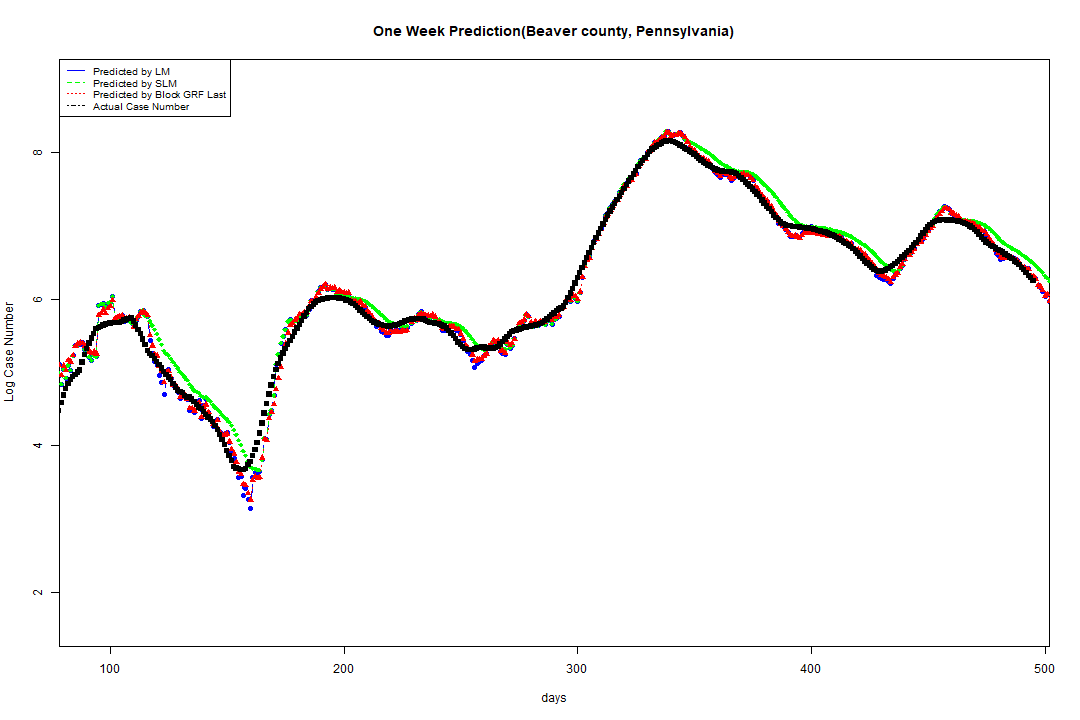 One Week Prediction(Beaver county, Pennsylvania)
Predicted by LM
Predicted by SLM
Predicted by Block GRF Last
Actual Case Number
Log Case Number
8
6
4
2
100 200 300 400 500
days